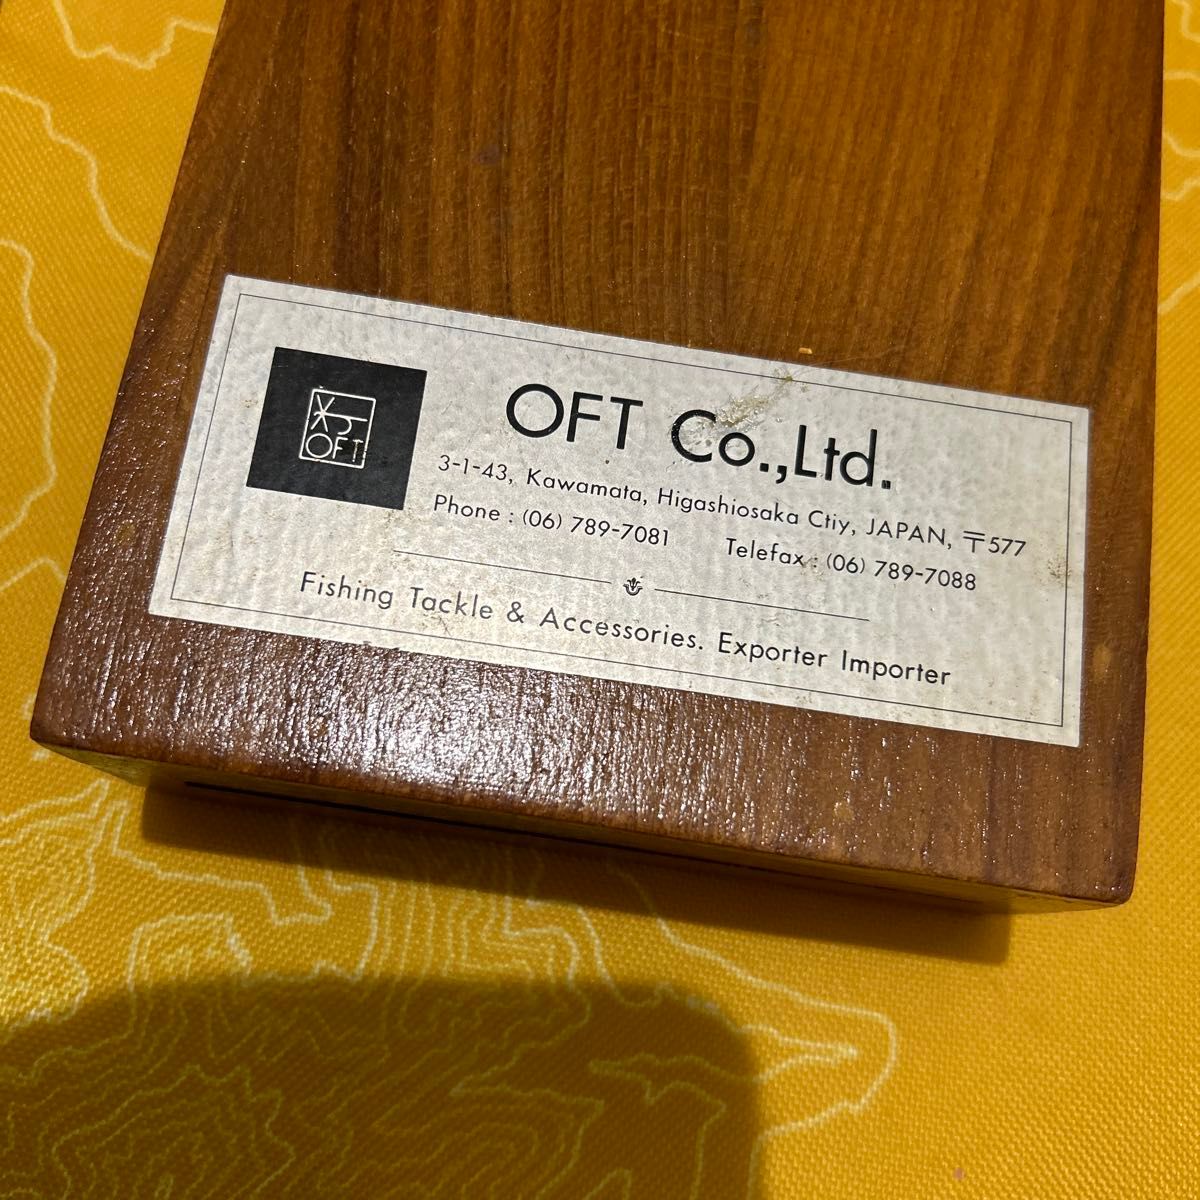 OFT
OFT Co.,Ltd.
3-1-43, Kawamata, Higashiosaka Ctiy, JAPAN, 〒577
Phone : (06) 789-7081 Telefax : (06) 789-7088
Fishing Tackle & Accessories. Exporter Importer